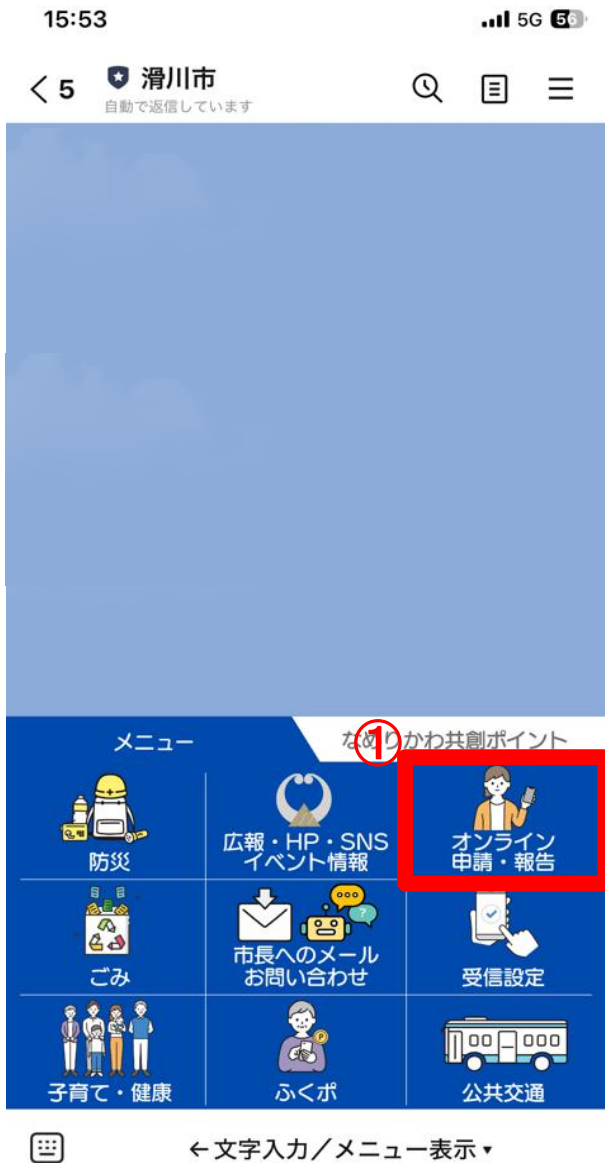 15:53
5G 56
5 滑川市
自動で返信しています
メニュー
なめりかわ共創ポイント
①
防災
広報・HP・SNS
イベント情報
オンライン
申請・報告
ごみ
市長へのメール
お問い合わせ
受信設定
子育て・健康
ふくポ
公共交通
←文字入力／メニュー表示▼